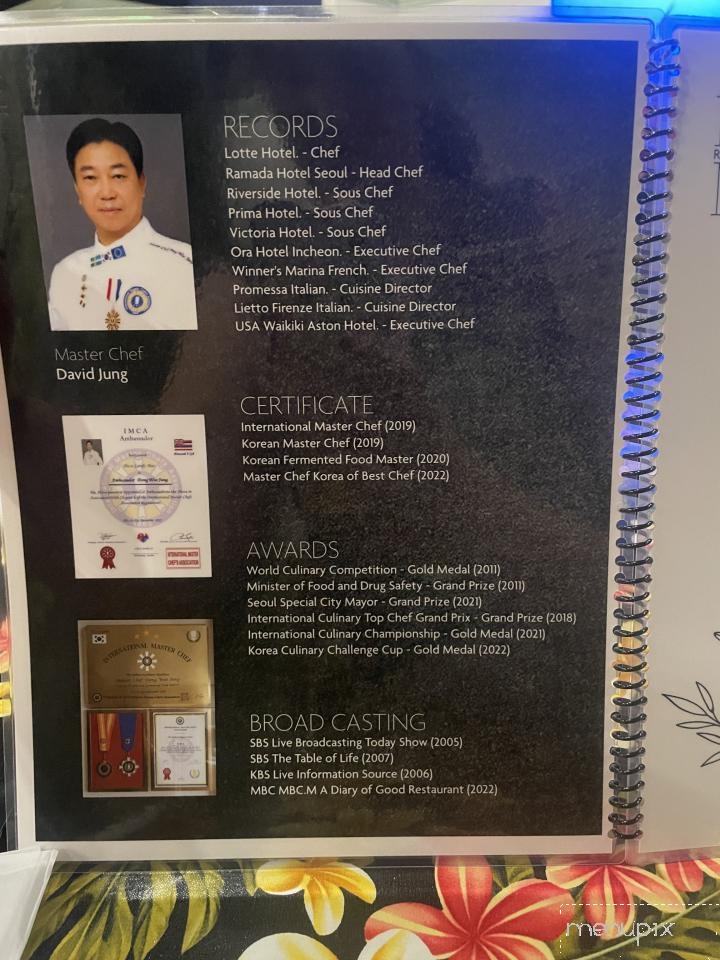 RECORDS
Lotte Hotel. - Chef
Ramada Hotel Seoul - Head Chef
Riverside Hotel. - Sous Chef
Prima Hotel. - Sous Chef
Victoria Hotel. - Sous Chef
Ora Hotel Incheon. - Executive Chef
Winner's Marina French. - Executive Chef
Promessa Italian. - Cuisine Director
Lietto Firenze Italian. - Cuisine Director
USA Waikiki Aston Hotel. - Executive Chef
Master Chef
David Jung
CERTIFICATE
International Master Chef (2019)
Korean Master Chef (2019)
Korean Fermented Food Master (2020)
Master Chef Korea of Best Chef (2022)
IMCA
Ambassador
INTERNATIONAL MASTER
CHEF'S ASSOCIATION
AWARDS
World Culinary Competition - Gold Medal (2011)
Minister of Food and Drug Safety - Grand Prize (2011)
Seoul Special City Mayor - Grand Prize (2021)
International Culinary Top Chef Grand Prix - Grand Prize (2018)
International Culinary Championship - Gold Medal (2021)
Korea Culinary Challenge Cup - Gold Medal (2022)
INTERNATIONAL MASTER CHEF
BROAD CASTING
SBS Live Broadcasting Today Show (2005)
SBS The Table of Life (2007)
KBS Live Information Source (2006)
MBC MBC.M A Diary of Good Restaurant (2022)
menupix